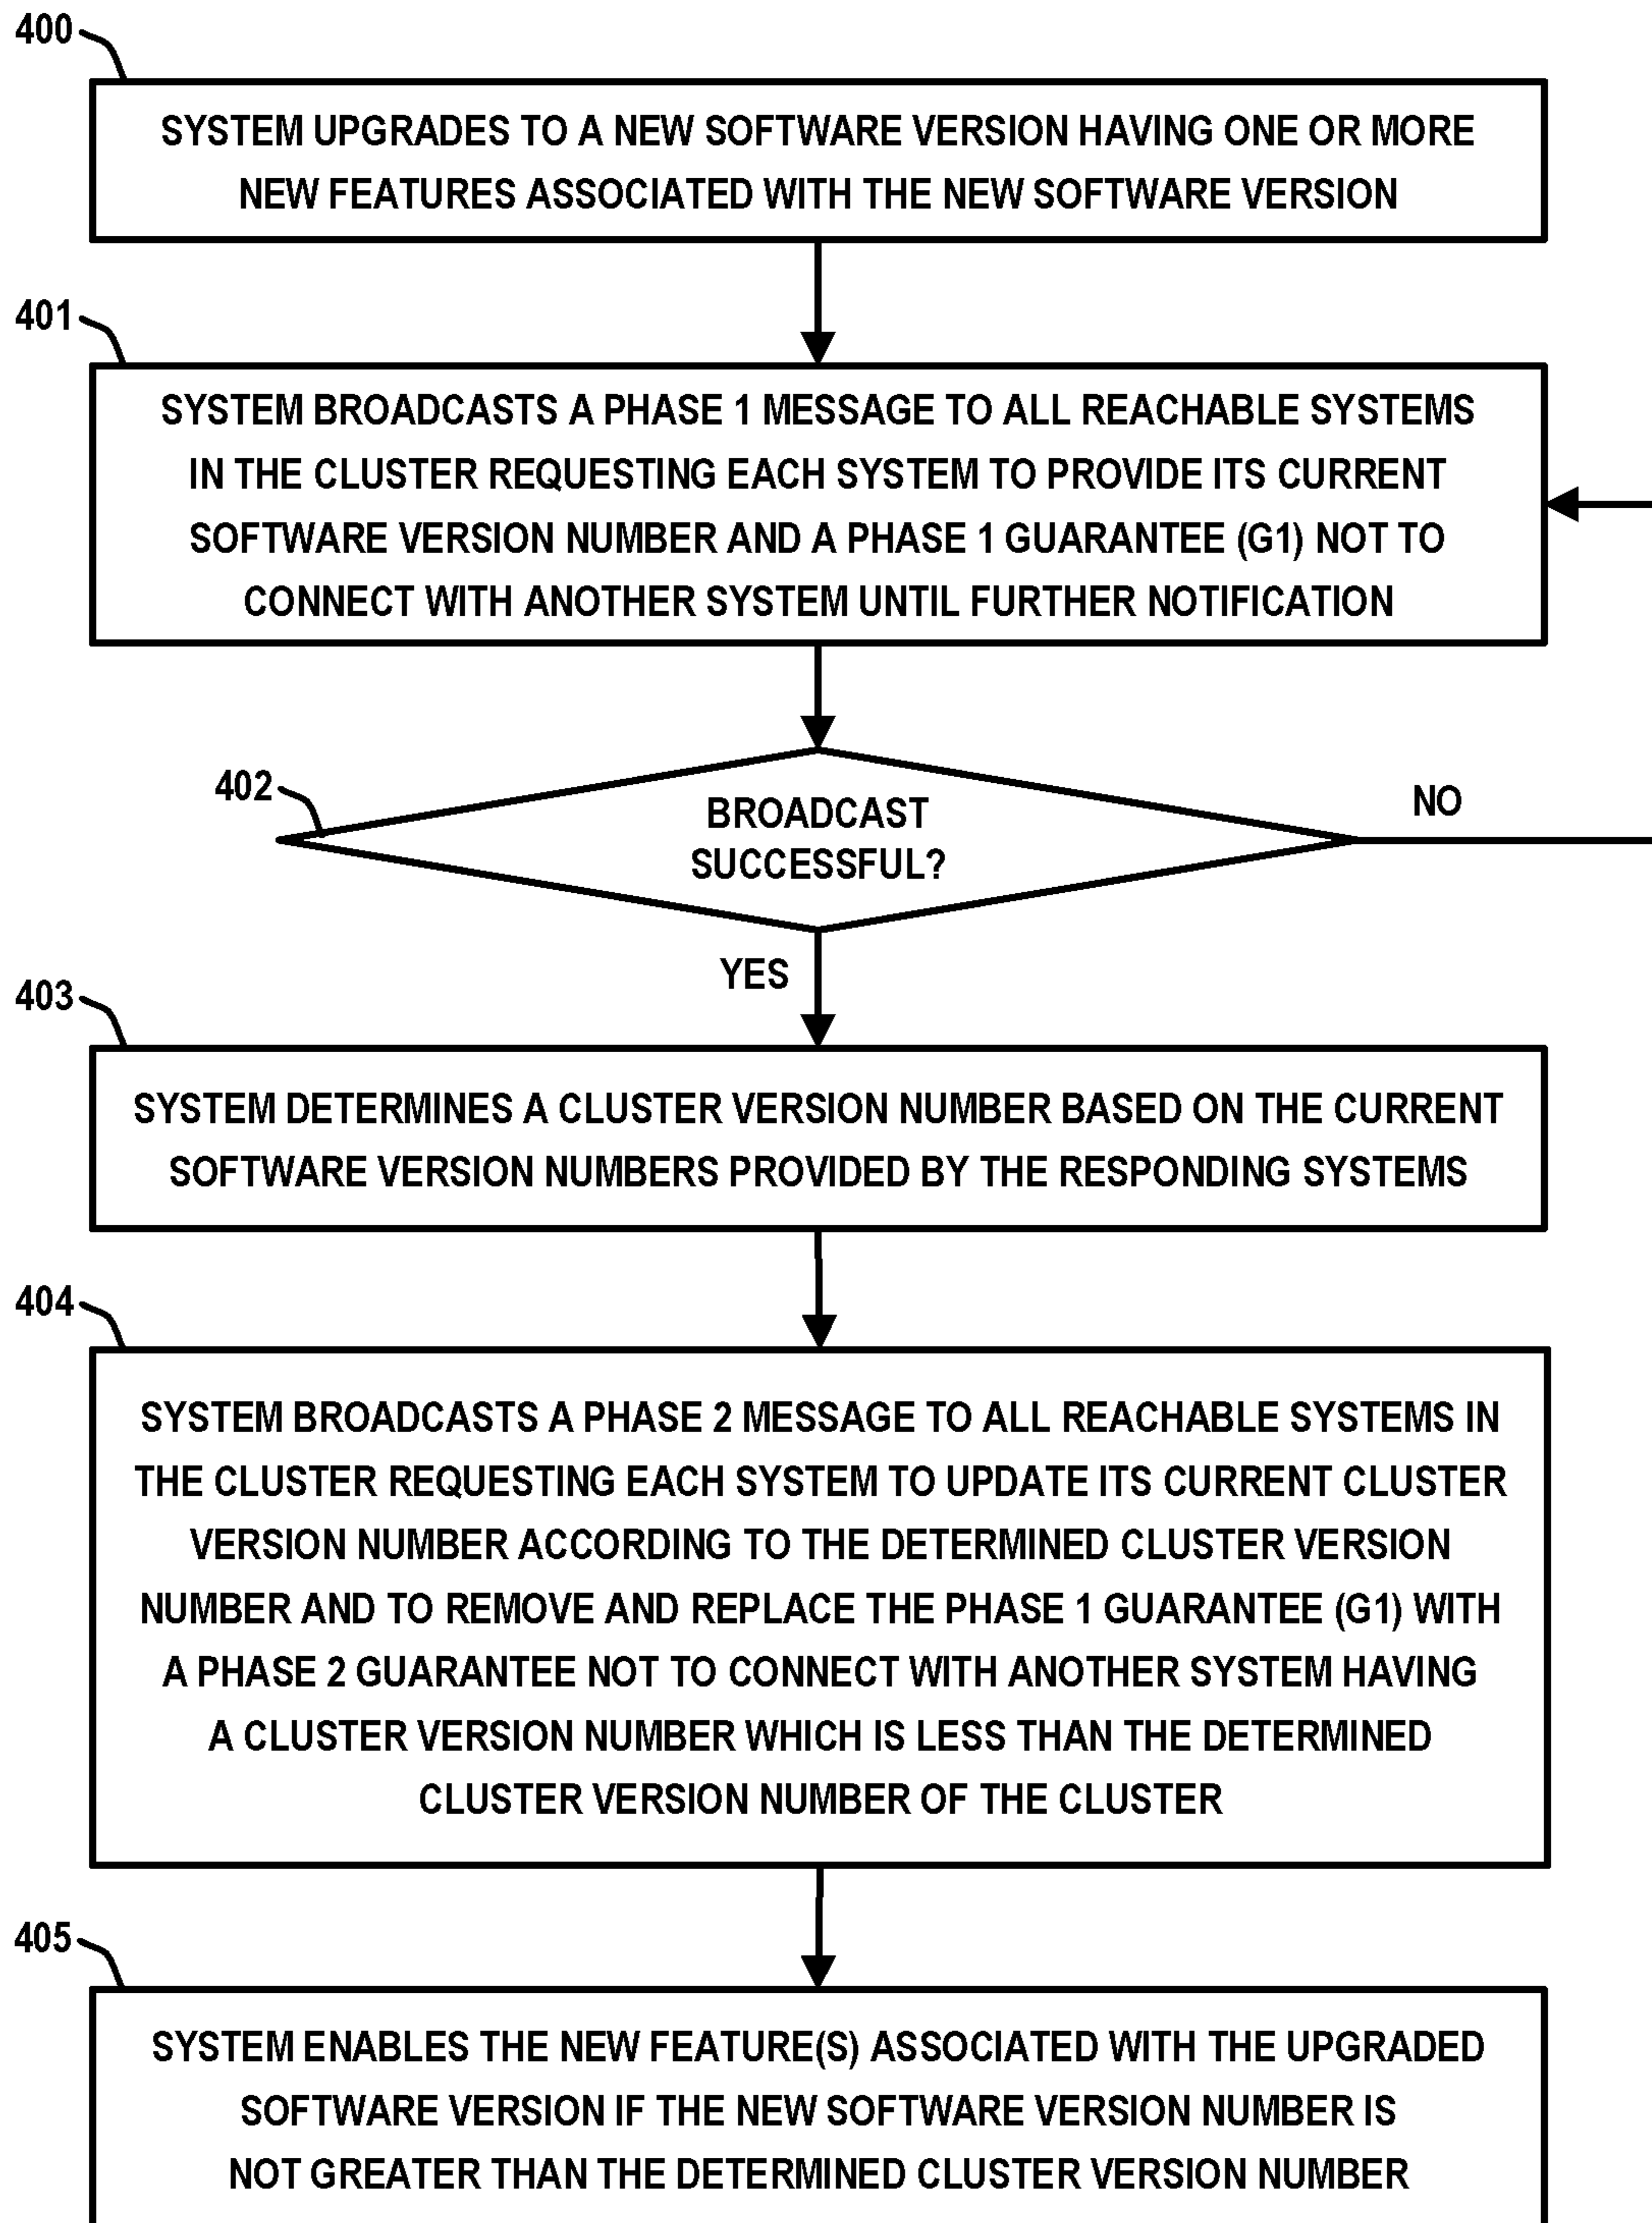 400
SYSTEM UPGRADES TO A NEW SOFTWARE VERSION HAVING ONE OR MORE
NEW FEATURES ASSOCIATED WITH THE NEW SOFTWARE VERSION
401
SYSTEM BROADCASTS A PHASE 1 MESSAGE TO ALL REACHABLE SYSTEMS
IN THE CLUSTER REQUESTING EACH SYSTEM TO PROVIDE ITS CURRENT
SOFTWARE VERSION NUMBER AND A PHASE 1 GUARANTEE (G1) NOT TO
CONNECT WITH ANOTHER SYSTEM UNTIL FURTHER NOTIFICATION
402
BROADCAST
SUCCESSFUL?
NO
YES
403
SYSTEM DETERMINES A CLUSTER VERSION NUMBER BASED ON THE CURRENT
SOFTWARE VERSION NUMBERS PROVIDED BY THE RESPONDING SYSTEMS
404
SYSTEM BROADCASTS A PHASE 2 MESSAGE TO ALL REACHABLE SYSTEMS IN
THE CLUSTER REQUESTING EACH SYSTEM TO UPDATE ITS CURRENT CLUSTER
VERSION NUMBER ACCORDING TO THE DETERMINED CLUSTER VERSION
NUMBER AND TO REMOVE AND REPLACE THE PHASE 1 GUARANTEE (G1) WITH
A PHASE 2 GUARANTEE NOT TO CONNECT WITH ANOTHER SYSTEM HAVING
A CLUSTER VERSION NUMBER WHICH IS LESS THAN THE DETERMINED
CLUSTER VERSION NUMBER OF THE CLUSTER
405
SYSTEM ENABLES THE NEW FEATURE(S) ASSOCIATED WITH THE UPGRADED
SOFTWARE VERSION IF THE NEW SOFTWARE VERSION NUMBER IS
NOT GREATER THAN THE DETERMINED CLUSTER VERSION NUMBER